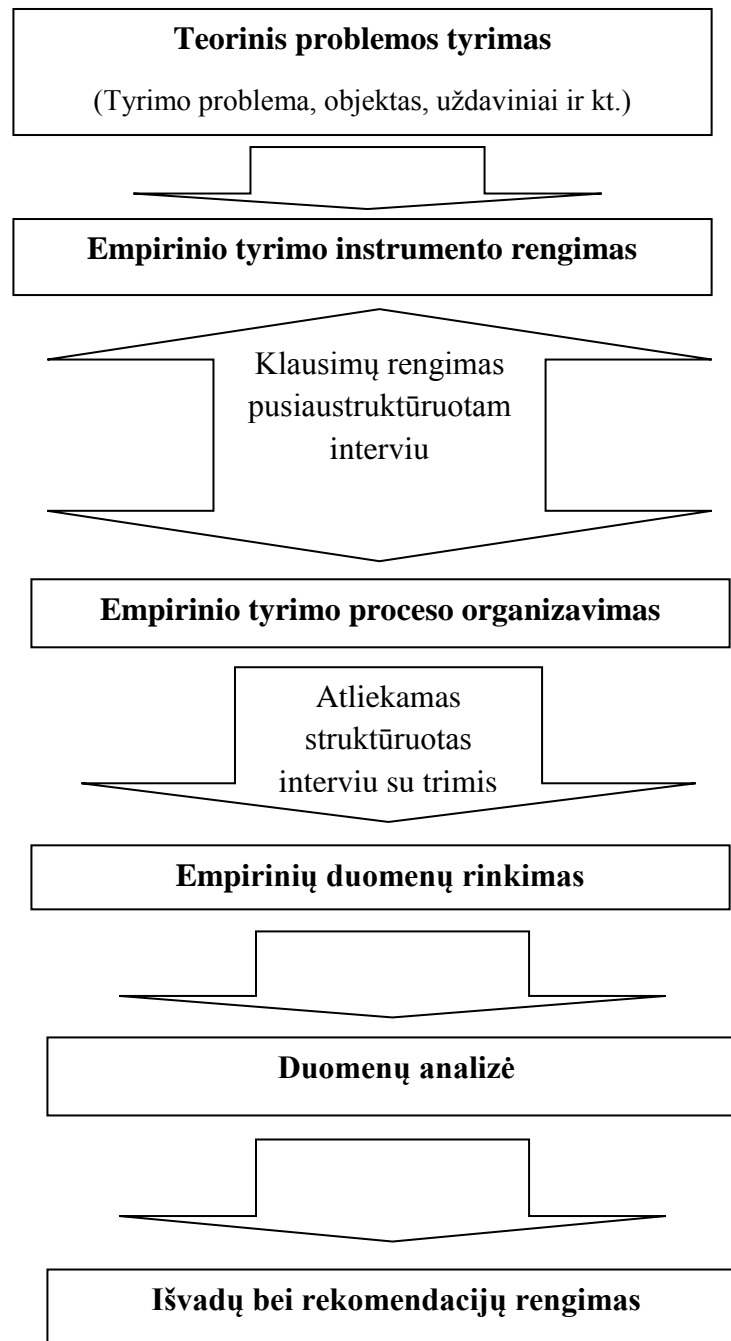 Teorinis problemos tyrimas
(Tyrimo problema, objektas, uždaviniai ir kt.)
Empirinio tyrimo instrumento rengimas
Klausimų rengimas
pusiaustruktūruotam
interviu
Empirinio tyrimo proceso organizavimas
Atliekamas
struktūruotas
interviu su trimis
Empirinių duomenų rinkimas
Duomenų analizė
Išvadų bei rekomendacijų rengimas